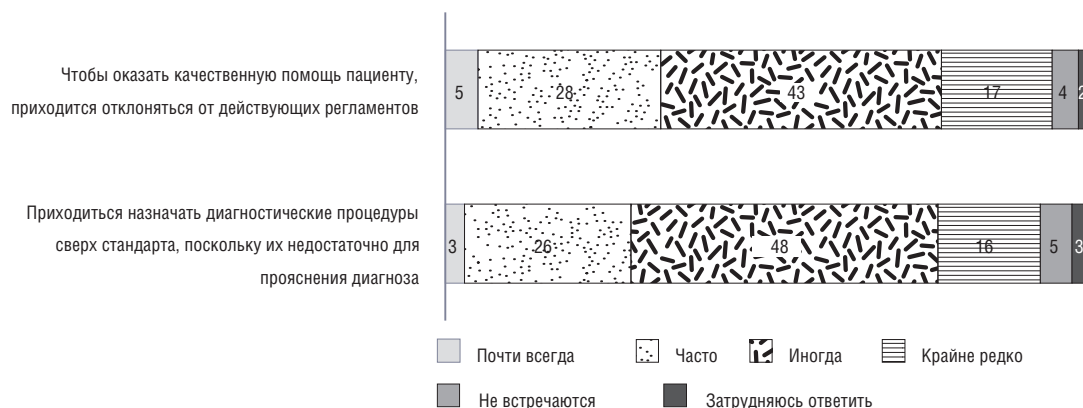 Чтобы оказать качественную помощь пациенту,
приходится отклоняться от действующих регламентов
5 28 43 17 4 2
Приходиться назначать диагностические процедуры
сверх стандарта, поскольку их недостаточно для
прояснения диагноза
3 26 48 16 5 3
Почти всегда Часто Иногда Крайне редко
Не встречаются Затрудняюсь ответить